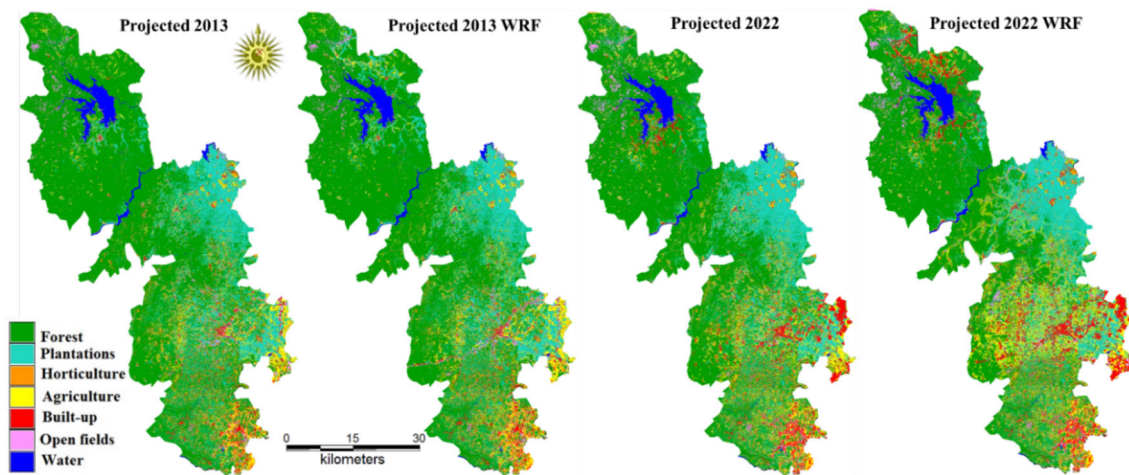 Projected 2013
Projected 2013 WRF
Projected 2022
Projected 2022 WRF
Forest
Plantations
Horticulture
Agriculture
Built-up
Open fields
Water
0 15 30
kilometers